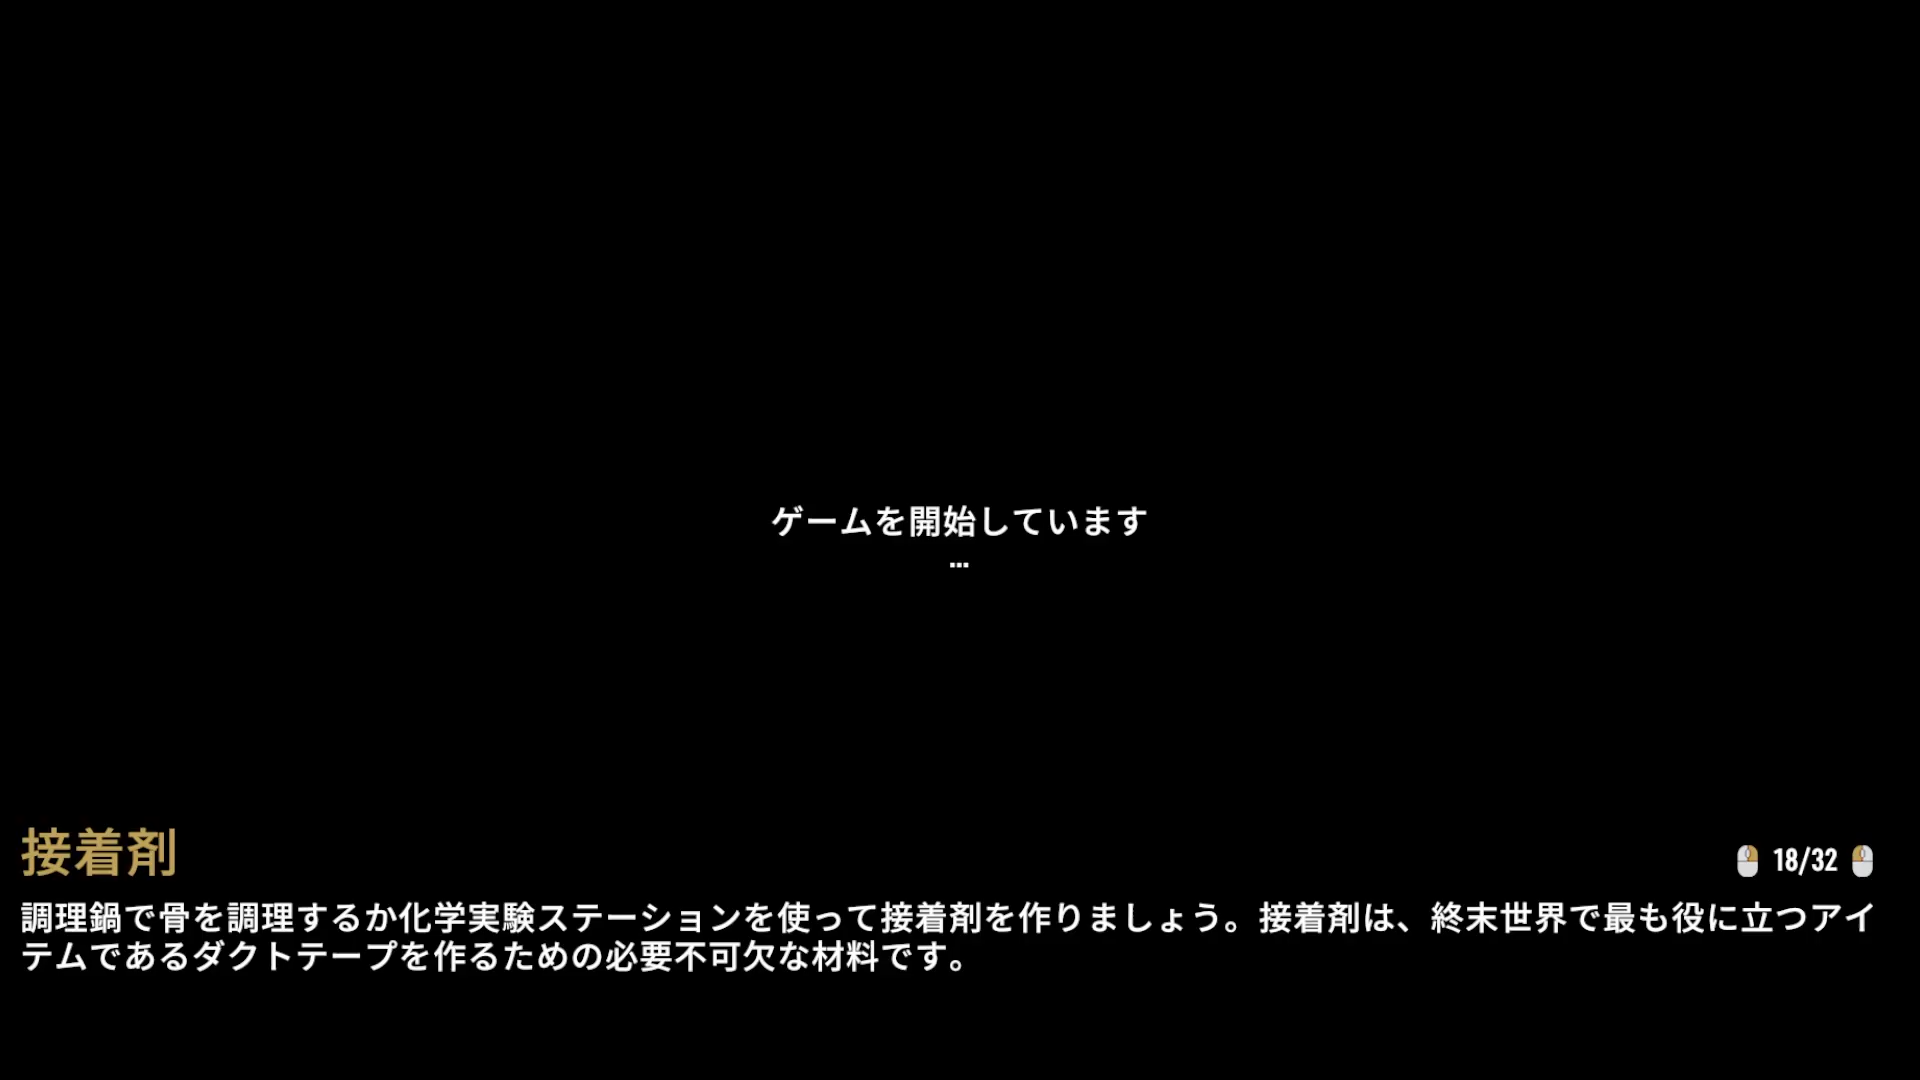 ゲームを開始しています
...
接着剤
18/32
調理鍋で骨を調理するか化学実験ステーションを使って接着剤を作りましょう。接着剤は、終末世界で最も役に立つアイ
テムであるダクトテープを作るための必要不可欠な材料です。